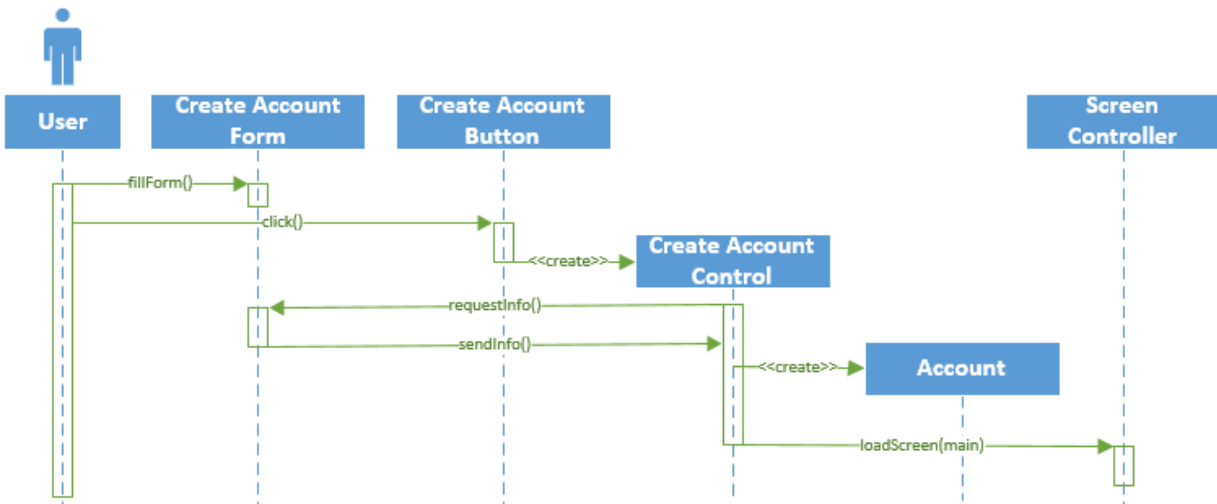 User
Create Account
Form
Create Account
Button
Screen
Controller
fillForm()
click()
<<create>>
Create Account
Control
requestInfo()
sendInfo()
<<create>>
Account
loadScreen(main)